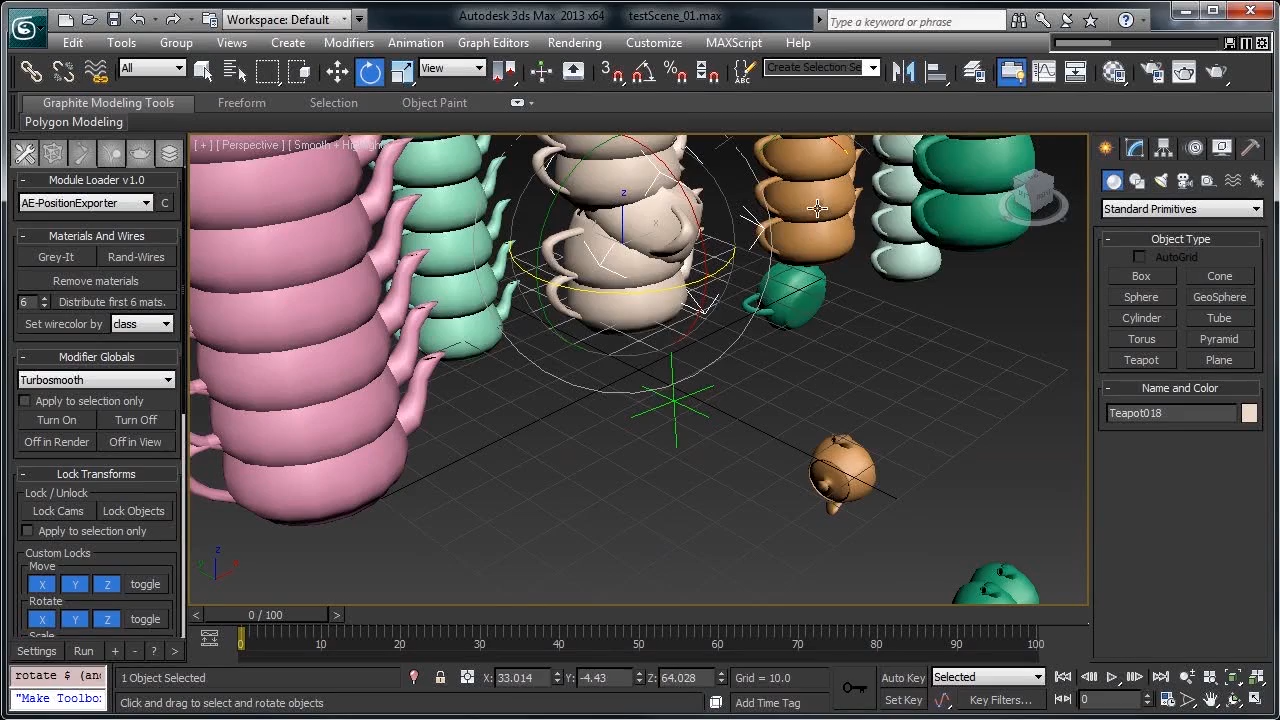 Workspace: Default
Autodesk 3ds Max 2013 x64 testScene_01.max
Type a keyword or phrase
Edit Tools Group Views Create Modifiers Animation Graph Editors Rendering Customize MAXScript Help
All View 3 Create Selection Se
Graphite Modeling Tools Freeform Selection Object Paint
Polygon Modeling
[ + ] [ Perspective ] [ Smooth +
Module Loader v1.0
AE-PositionExporter C
Materials And Wires
Grey-It Rand-Wires
Remove materials
6 Distribute first 6 mats.
Set wirecolor by class
Modifier Globals
Turbosmooth
Apply to selection only
Turn On Turn Off
Off in Render Off in View
Lock Transforms
Lock / Unlock
Lock Cams Lock Objects
Apply to selection only
Custom Locks
Move
X Y Z toggle
Rotate
X Y Z toggle
Scale
Settings Run + - ? >
z
z
y x
Standard Primitives
Object Type
AutoGrid
Box Cone
Sphere GeoSphere
Cylinder Tube
Torus Pyramid
Teapot Plane
Name and Color
Teapot018
< 0 / 100 >
0 10 20 30 40 50 60 70 80 90 100
rotate $ (an
"Make Toolbo
1 Object Selected X: 33.014 Y: -4.43 Z: 64.028 Grid = 10.0
Click and drag to select and rotate objects Add Time Tag
Auto Key Selected
Set Key Key Filters... 0